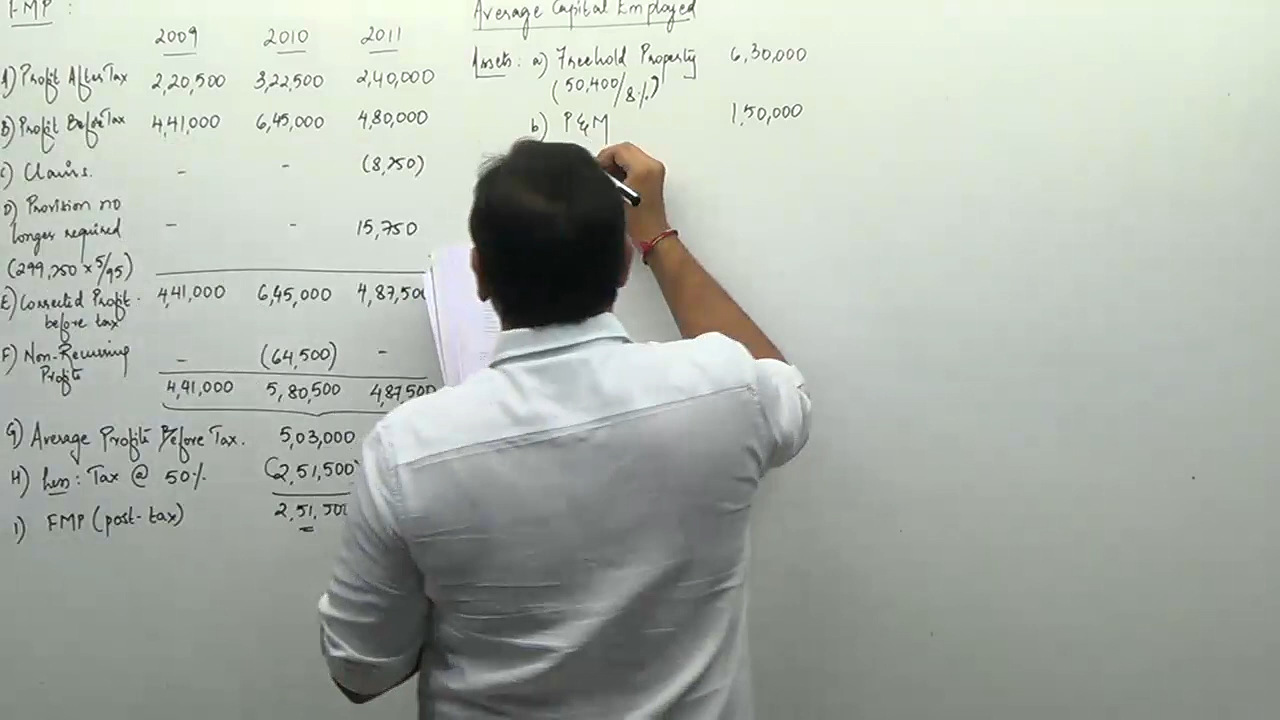 FMP :
2009 2010 2011
A) Profit After Tax 2,20,500 3,22,500 2,40,000
B) Profit Before Tax 4,41,000 6,45,000 4,80,000
C) Claims. - - (8,250)
D) Provision no
longer required - - 15,750
(299,250 x 5/95)
E) Corrected Profit 4,41,000 6,45,000 4,87,500
before tax
F) Non-Recurring - (64,500) -
Profit
4,41,000 5,80,500 4,87,500
G) Average Profits Before Tax. 5,03,000
H) Less: Tax @ 50% (2,51,500)
I) FMP (post-tax) 2,51,500
Average Capital Employed
Assets: a) Freehold Property 6,30,000
(50,400/8%)
b) P&M 1,50,000